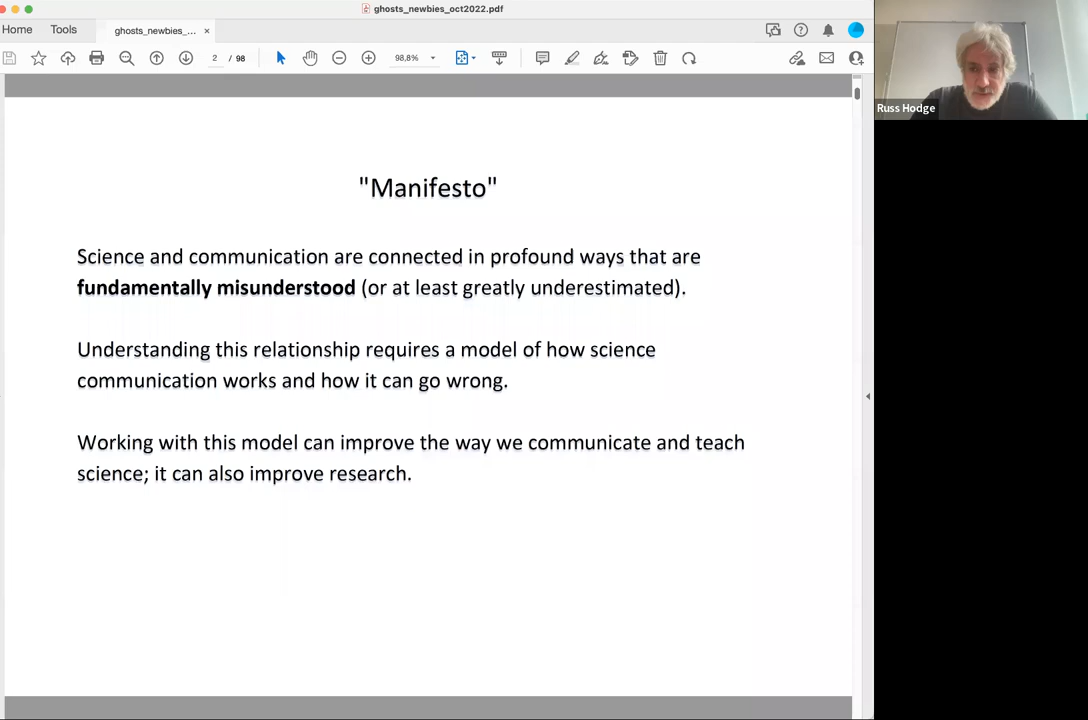 ghosts_newbies_oct2022.pdf
Home
Tools
ghosts_newbies_... ×
2 / 98
98,8%
Russ Hodge
"Manifesto"
Science and communication are connected in profound ways that are
fundamentally misunderstood (or at least greatly underestimated).
Understanding this relationship requires a model of how science
communication works and how it can go wrong.
Working with this model can improve the way we communicate and teach
science; it can also improve research.